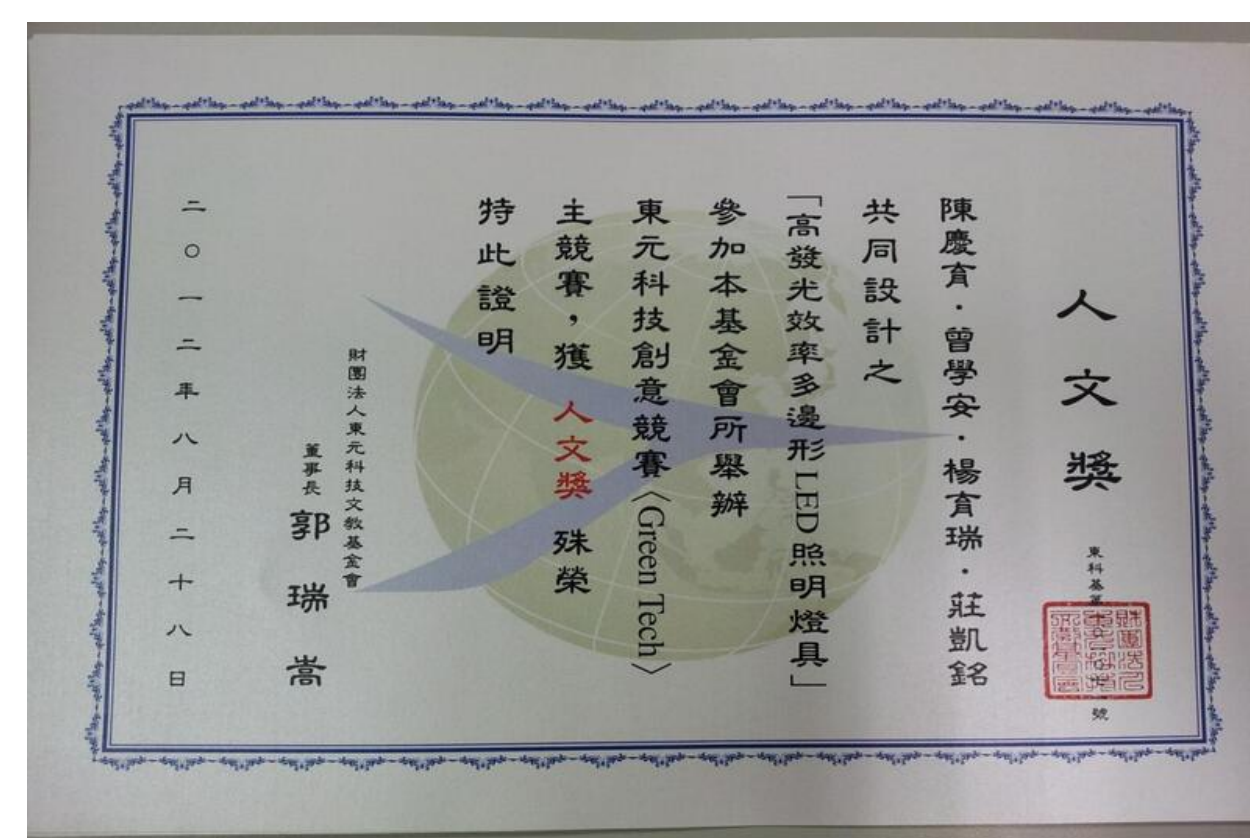 人文獎
東科基第
號
陳慶育·曾學安·楊育瑞·莊凱銘
共同設計之
「高發光效率多邊形LED照明燈具」
參加本基金會所舉辦
東元科技創意競賽〈Green Tech〉
主競賽,獲 人文獎 殊榮
特此證明
財團法人東元科技文教基金會
董事長 郭瑞嵩
二○一二年八月二十八日